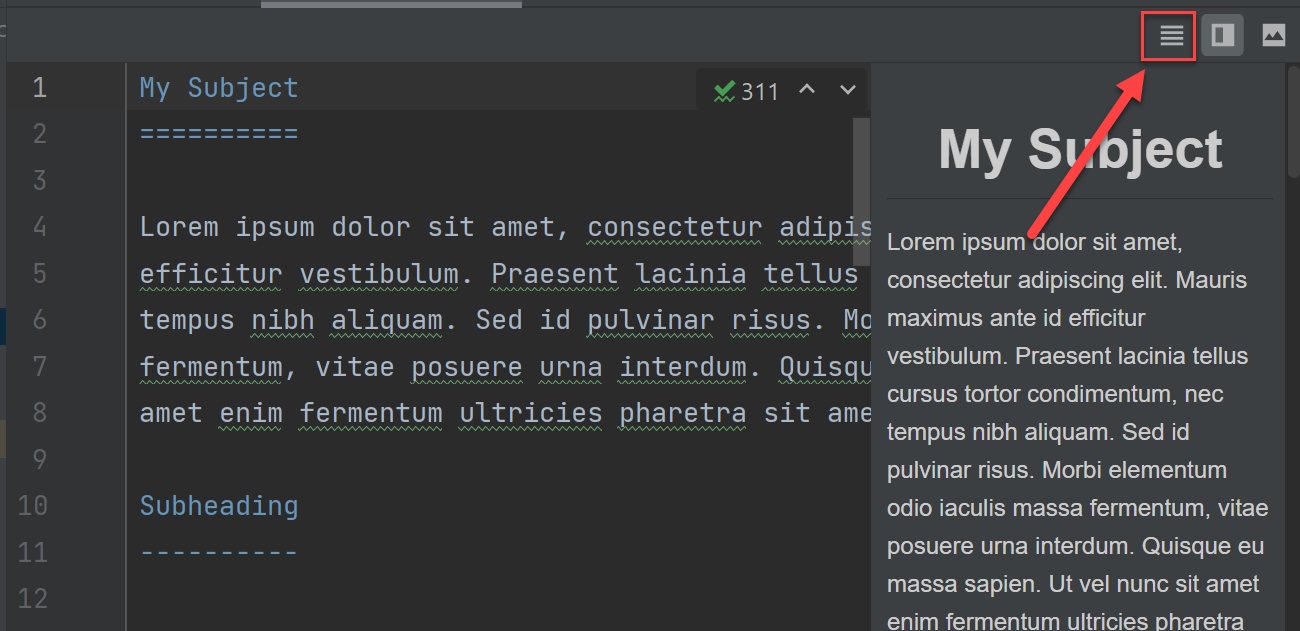 1 My Subject
311
2 ==========
3
4 Lorem ipsum dolor sit amet, consectetur adipis
5 efficitur vestibulum. Praesent lacinia tellus
6 tempus nibh aliquam. Sed id pulvinar risus. Mo
7 fermentum, vitae posuere urna interdum. Quisqu
8 amet enim fermentum ultricies pharetra sit ame
9
10 Subheading
11 ----------
12
My Subject
Lorem ipsum dolor sit amet,
consectetur adipiscing elit. Mauris
maximus ante id efficitur
vestibulum. Praesent lacinia tellus
cursus tortor condimentum, nec
tempus nibh aliquam. Sed id
pulvinar risus. Morbi elementum
odio iaculis massa fermentum, vitae
posuere urna interdum. Quisque eu
massa sapien. Ut vel nunc sit amet
enim fermentum ultricies pharetra